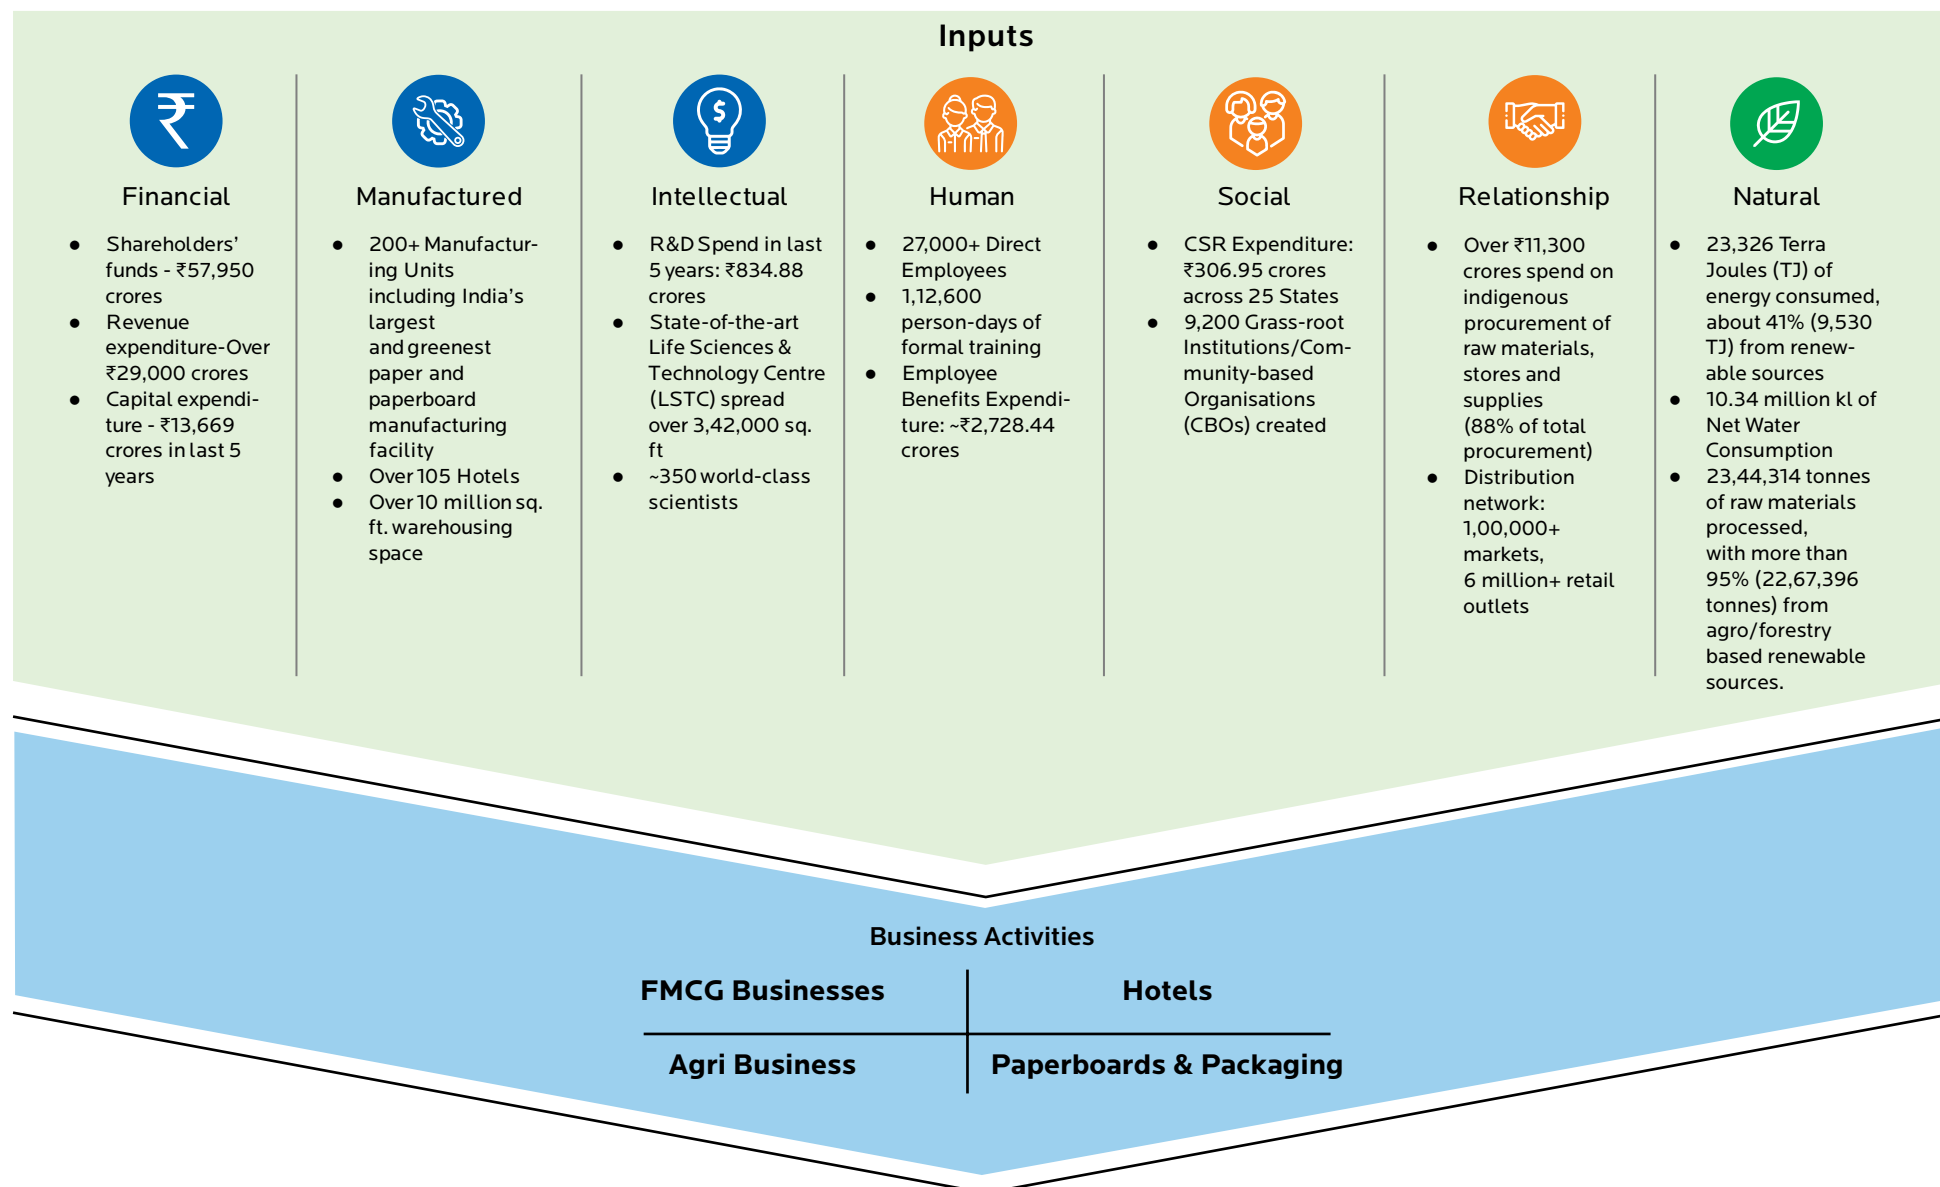 Inputs
Financial
Shareholders'
funds - ₹57,950
crores
Revenue
expenditure-Over
₹29,000 crores
Capital expendi-
ture - ₹13,669
crores in last 5
years
Manufactured
200+ Manufactur-
ing Units
including India's
largest
and greenest
paper and
paperboard
manufacturing
facility
Over 105 Hotels
Over 10 million sq.
ft. warehousing
space
$
Intellectual
R&D Spend in last
5 years: ₹834.88
crores
State-of-the-art
Life Sciences &
Technology Centre
(LSTC) spread
over 3,42,000 sq.
ft
~350 world-class
scientists
Human
27,000+ Direct
Employees
1,12,600
person-days of
formal training
Employee
Benefits Expendi-
ture: ~₹2,728.44
crores
Social
CSR Expenditure:
₹306.95 crores
across 25 States
9,200 Grass-root
Institutions/Com-
munity-based
Organisations
(CBOs) created
Relationship
Over ₹11,300
crores spend on
indigenous
procurement of
raw materials,
stores and
supplies
(88% of total
procurement)
Distribution
network:
1,00,000+
markets,
6 million+ retail
outlets
Natural
23,326 Terra
Joules (TJ) of
energy consumed,
about 41% (9,530
TJ) from renew-
able sources
10.34 million kl of
Net Water
Consumption
23,44,314 tonnes
of raw materials
processed,
with more than
95% (22,67,396
tonnes) from
agro/forestry
based renewable
sources.
Business Activities
FMCG Businesses
Hotels
Agri Business
Paperboards & Packaging